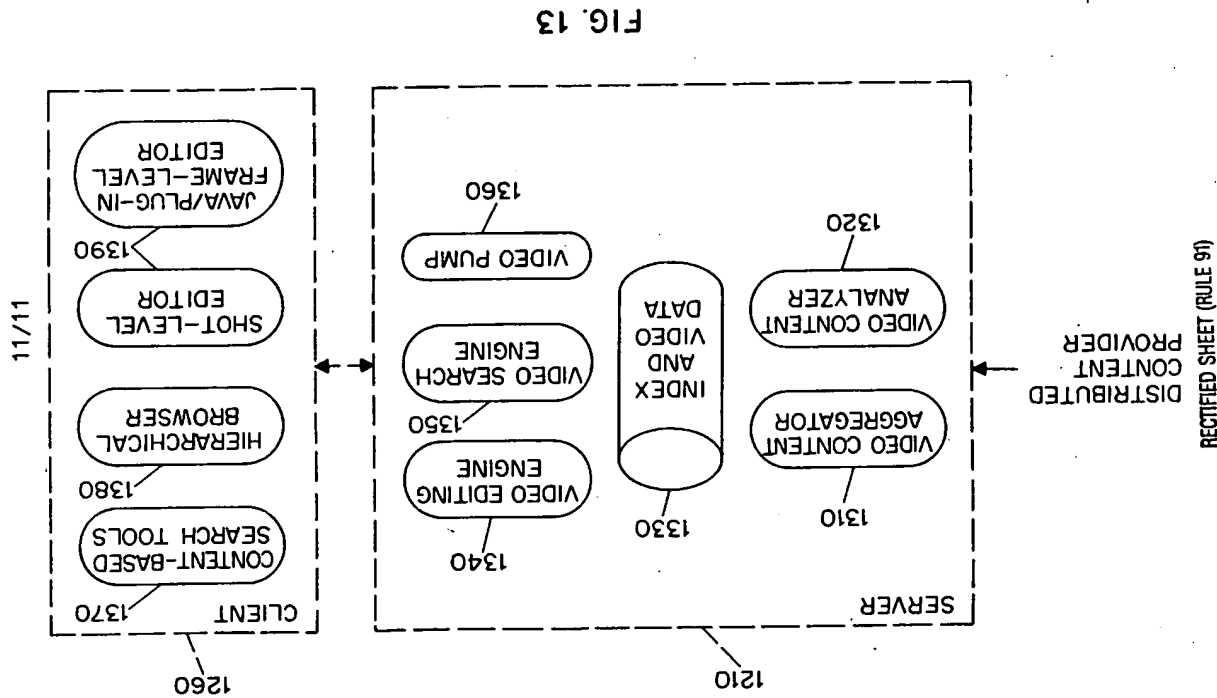 1210
1260
SERVER
CLIENT
DISTRIBUTED
CONTENT
PROVIDER
1310
VIDEO CONTENT
AGGREGATOR
VIDEO CONTENT
ANALYZER
1320
1330
INDEX
AND
VIDEO
DATA
1340
VIDEO EDITING
ENGINE
1350
VIDEO SEARCH
ENGINE
VIDEO PUMP
1360
1370
CONTENT-BASED
SEARCH TOOLS
1380
HIERARCHICAL
BROWSER
SHOT-LEVEL
EDITOR
1390
JAVA/PLUG-IN
FRAME-LEVEL
EDITOR
FIG. 13
11/11
RECTIFIED SHEET (RULE 91)